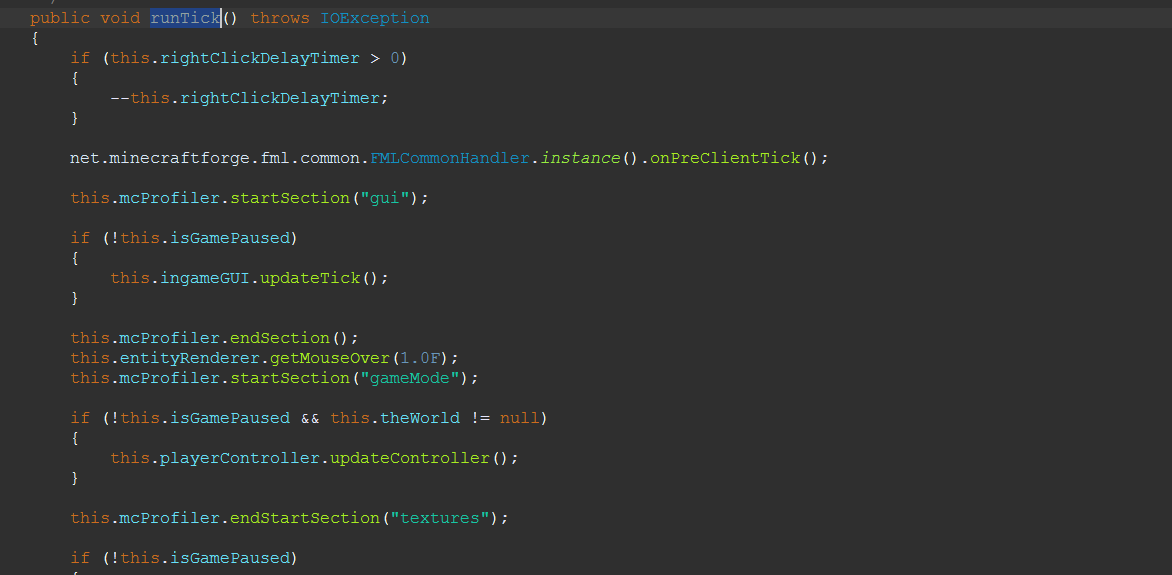 public void runTick() throws IOException
{
if (this.rightClickDelayTimer > 0)
{
--this.rightClickDelayTimer;
}
net.minecraftforge.fml.common.FMLCommonHandler.instance().onPreClientTick();
this.mcProfiler.startSection("gui");
if (!this.isGamePaused)
{
this.ingameGUI.updateTick();
}
this.mcProfiler.endSection();
this.entityRenderer.getMouseOver(1.0F);
this.mcProfiler.startSection("gameMode");
if (!this.isGamePaused && this.theWorld != null)
{
this.playerController.updateController();
}
this.mcProfiler.endStartSection("textures");
if (!this.isGamePaused)